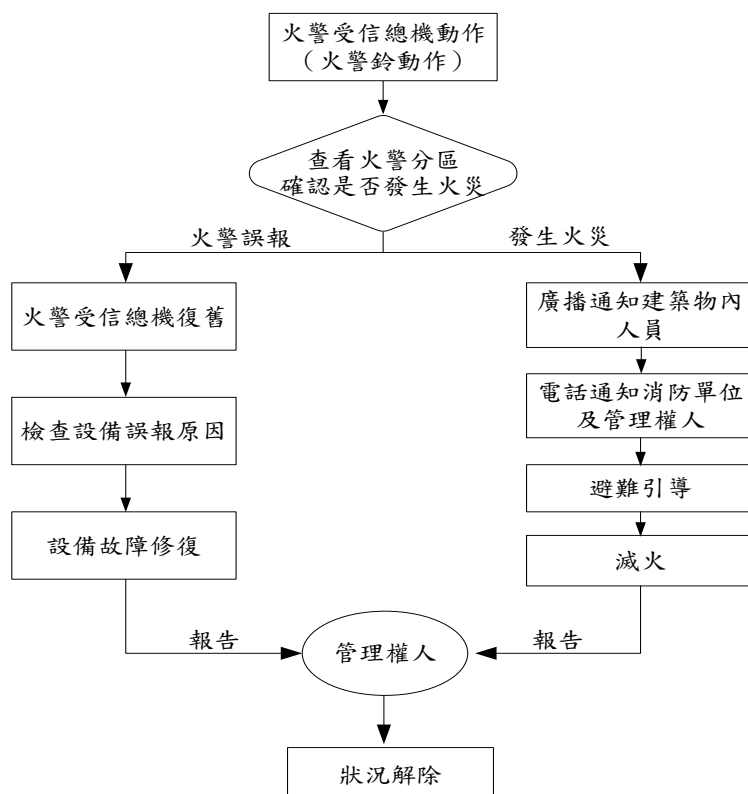 火警受信總機動作
（火警鈴動作）
查看火警分區
確認是否發生火災
火警誤報
發生火災
火警受信總機復舊
檢查設備誤報原因
設備故障修復
廣播通知建築物內
人員
電話通知消防單位
及管理權人
避難引導
滅火
報告
報告
管理權人
狀況解除